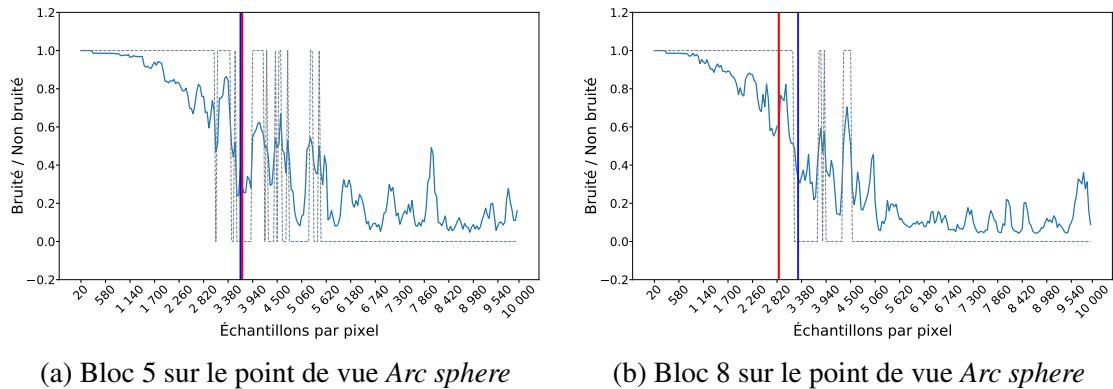 1.2
1.0
0.8
0.6
0.4
0.2
0.0
−0.2
Bruité / Non bruité
20 580 1 140 1 700 2 260 2 820 3 380 3 940 4 500 5 060 5 620 6 180 6 740 7 300 7 860 8 420 8 980 9 540 10 000
Échantillons par pixel
(a) Bloc 5 sur le point de vue Arc sphere
1.2
1.0
0.8
0.6
0.4
0.2
0.0
−0.2
Bruité / Non bruité
20 580 1 140 1 700 2 260 2 820 3 380 3 940 4 500 5 060 5 620 6 180 6 740 7 300 7 860 8 420 8 980 9 540 10 000
Échantillons par pixel
(b) Bloc 8 sur le point de vue Arc sphere